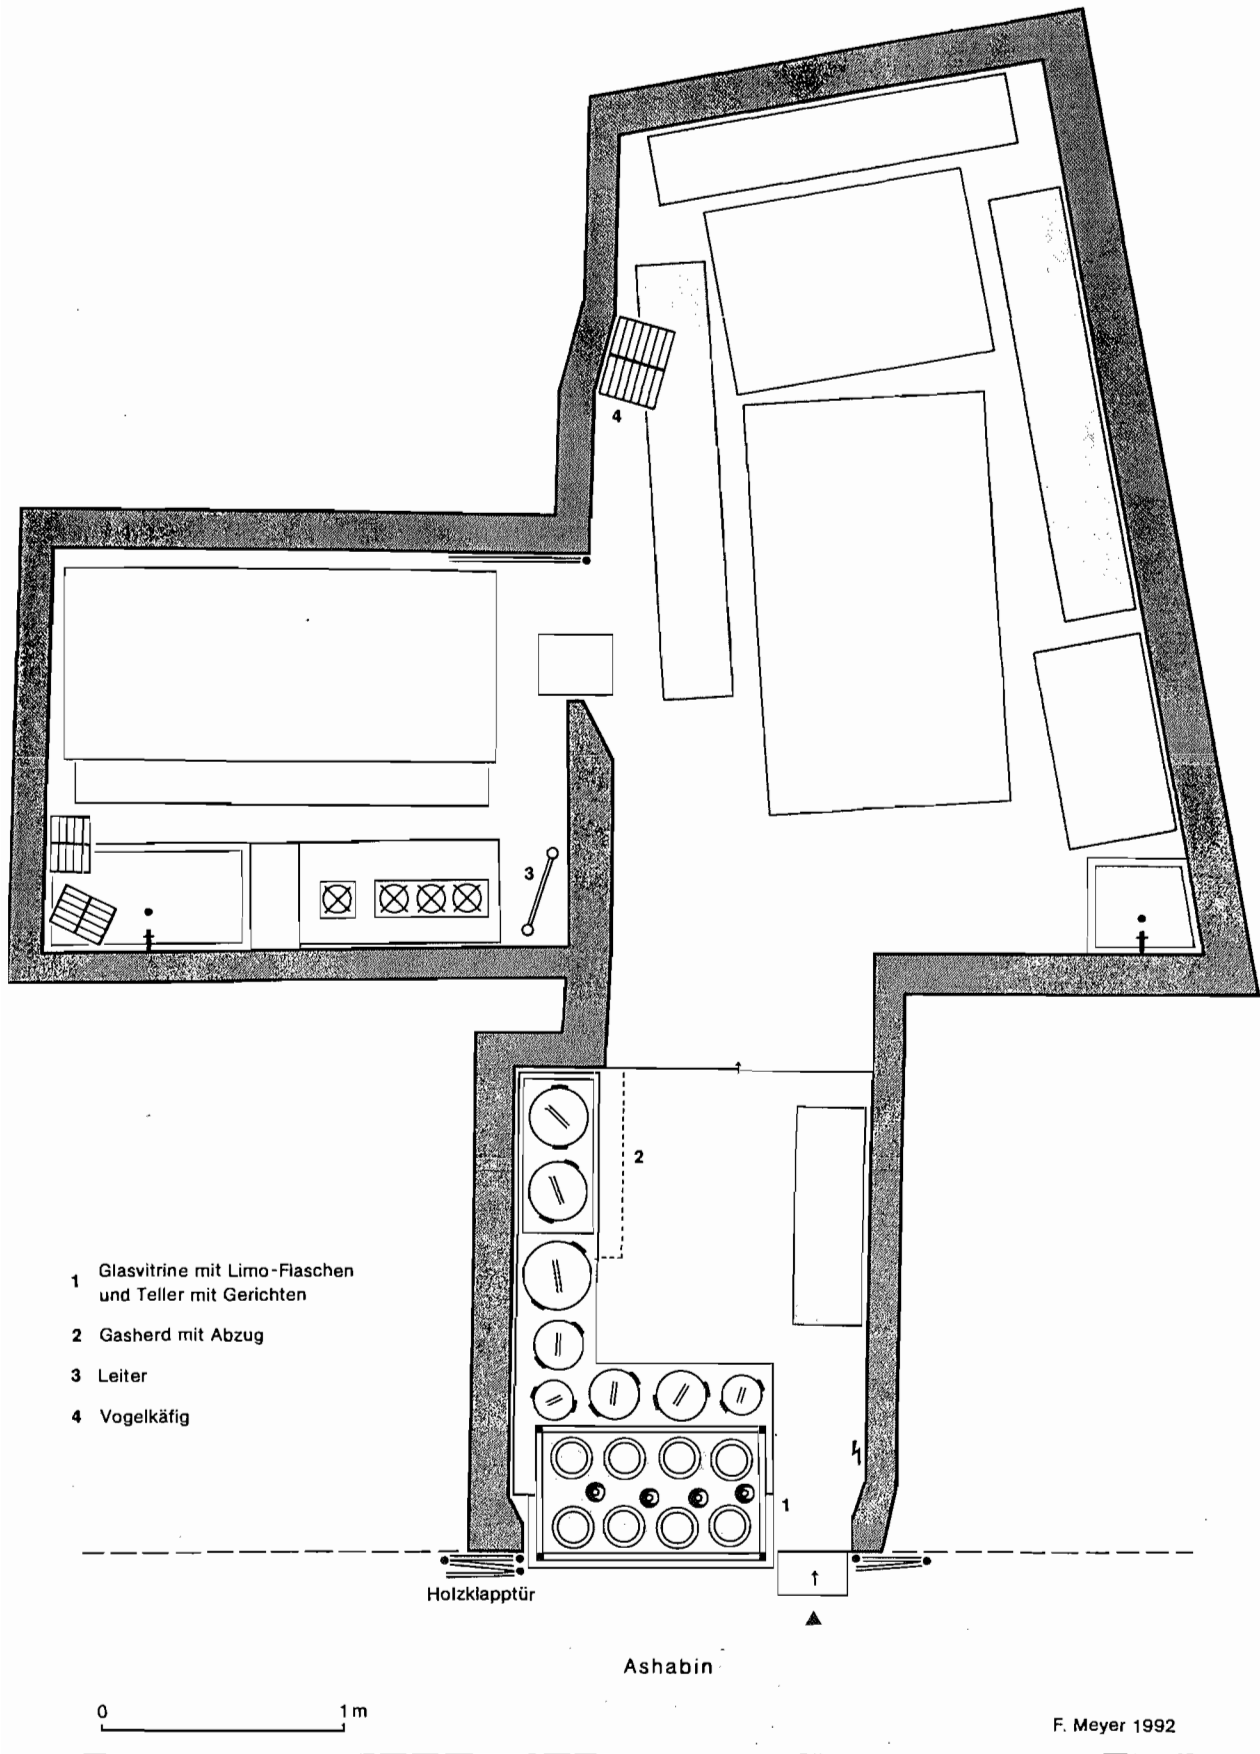 4
3
2
1 Glasvitrine mit Limo-Flaschen
und Teller mit Gerichten
2 Gasherd mit Abzug
3 Leiter
4 Vogelkäfig
1
Holzklapptür
Ashabin
0 1 m
F. Meyer 1992